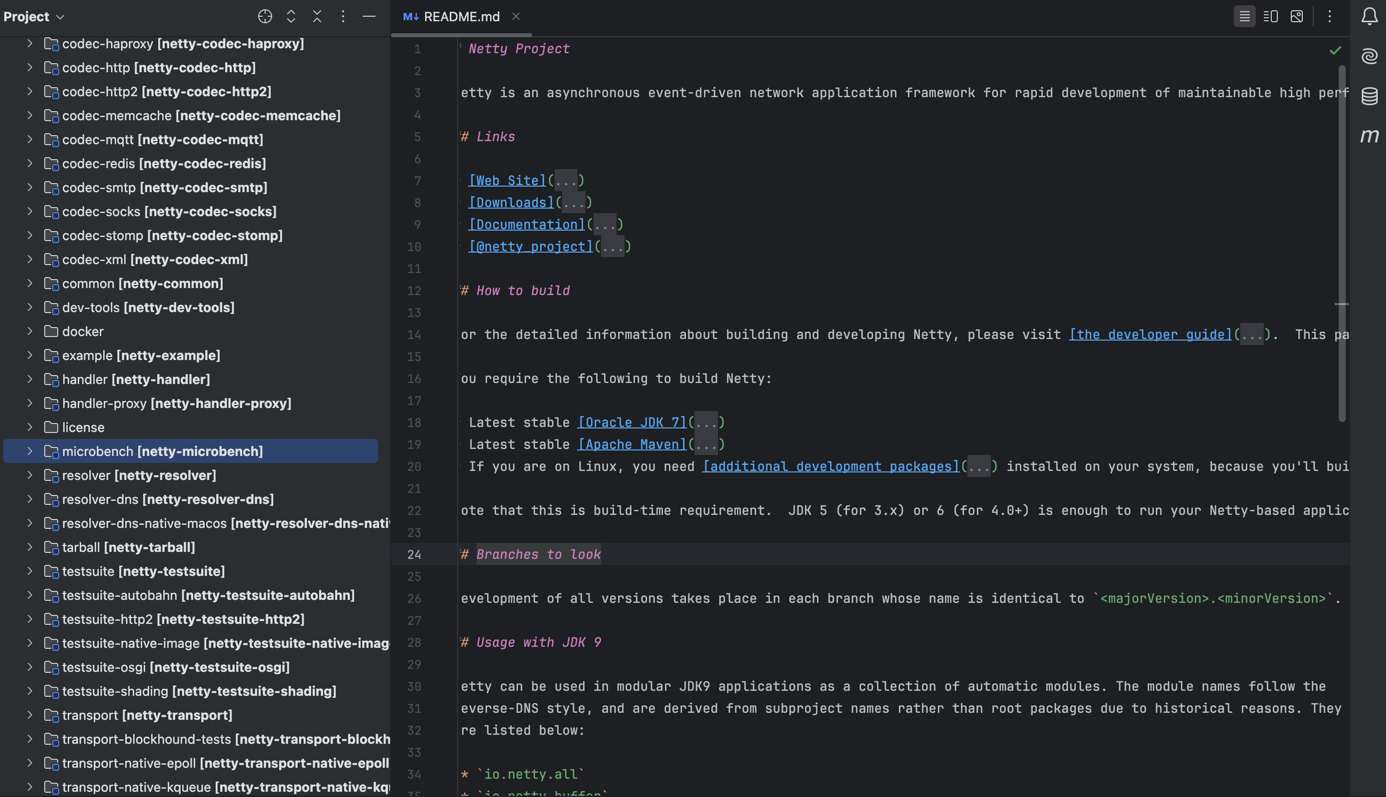 Project
codec-haproxy [netty-codec-haproxy]
codec-http [netty-codec-http]
codec-http2 [netty-codec-http2]
codec-memcache [netty-codec-memcache]
codec-mqtt [netty-codec-mqtt]
codec-redis [netty-codec-redis]
codec-smtp [netty-codec-smtp]
codec-socks [netty-codec-socks]
codec-stomp [netty-codec-stomp]
codec-xml [netty-codec-xml]
common [netty-common]
dev-tools [netty-dev-tools]
docker
example [netty-example]
handler [netty-handler]
handler-proxy [netty-handler-proxy]
license
microbench [netty-microbench]
resolver [netty-resolver]
resolver-dns [netty-resolver-dns]
resolver-dns-native-macos [netty-resolver-dns-nati
tarball [netty-tarball]
testsuite [netty-testsuite]
testsuite-autobahn [netty-testsuite-autobahn]
testsuite-http2 [netty-testsuite-http2]
testsuite-native-image [netty-testsuite-native-imag
testsuite-osgi [netty-testsuite-osgi]
testsuite-shading [netty-testsuite-shading]
transport [netty-transport]
transport-blockhound-tests [netty-transport-blockh
transport-native-epoll [netty-transport-native-epoll
transport-native-kqueue [netty-transport-native-kq
M↓ README.md
1 Netty Project
2
3 etty is an asynchronous event-driven network application framework for rapid development of maintainable high perf
4
5 # Links
6
7 [Web Site](...)
8 [Downloads](...)
9 [Documentation](...)
10 [@netty_project](...)
11
12 # How to build
13
14 or the detailed information about building and developing Netty, please visit [the developer guide](...).  This pa
15
16 ou require the following to build Netty:
17
18 Latest stable [Oracle JDK 7](...)
19 Latest stable [Apache Maven](...)
20 If you are on Linux, you need [additional development packages](...) installed on your system, because you'll bui
21
22 ote that this is build-time requirement.  JDK 5 (for 3.x) or 6 (for 4.0+) is enough to run your Netty-based applic
23
24 # Branches to look
25
26 evelopment of all versions takes place in each branch whose name is identical to `<majorVersion>.<minorVersion>`.
27
28 # Usage with JDK 9
29
30 etty can be used in modular JDK9 applications as a collection of automatic modules. The module names follow the
31 everse-DNS style, and are derived from subproject names rather than root packages due to historical reasons. They
32 re listed below:
33
34 * `io.netty.all`
35 * `io.netty.buffer`
m